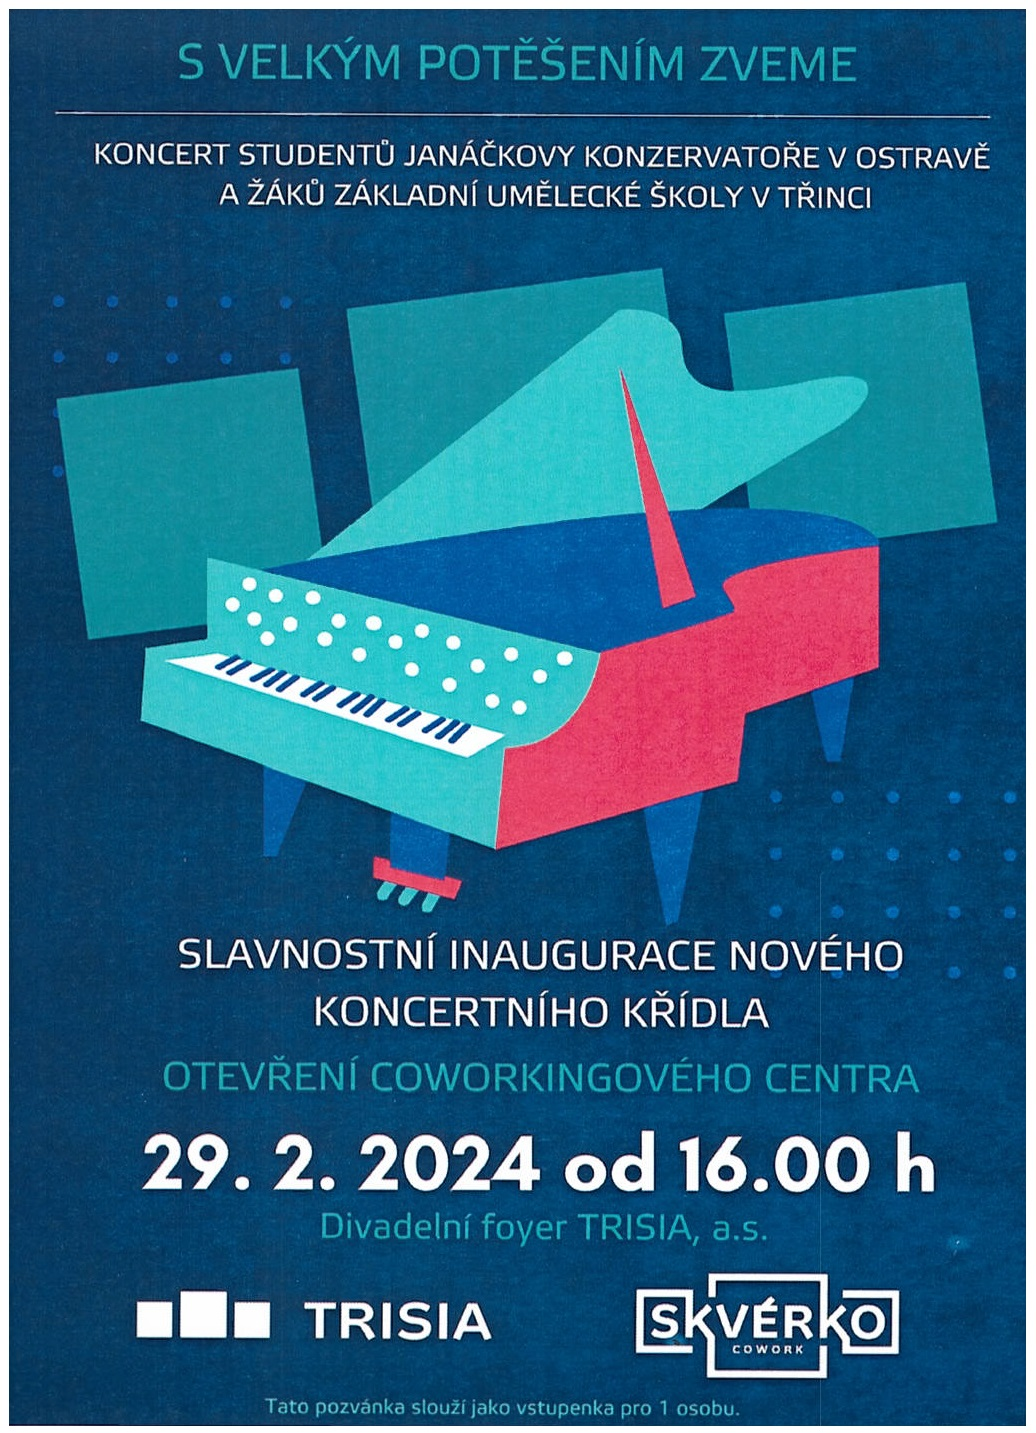 S VELKÝM POTĚŠENÍM ZVEME
KONCERT STUDENTŮ JANÁČKOVY KONZERVATOŘE V OSTRAVĚ
A ŽÁKŮ ZÁKLADNÍ UMĚLECKÉ ŠKOLY V TŘINCI
SLAVNOSTNÍ INAUGURACE NOVÉHO
KONCERTNÍHO KŘÍDLA
OTEVŘENÍ COWORKINGOVÉHO CENTRA
29. 2. 2024 od 16.00 h
Divadelní foyer TRISIA, a.s.
TRISIA
SKVÉRKO
COWORK
Tato pozvánka slouží jako vstupenka pro 1 osobu.